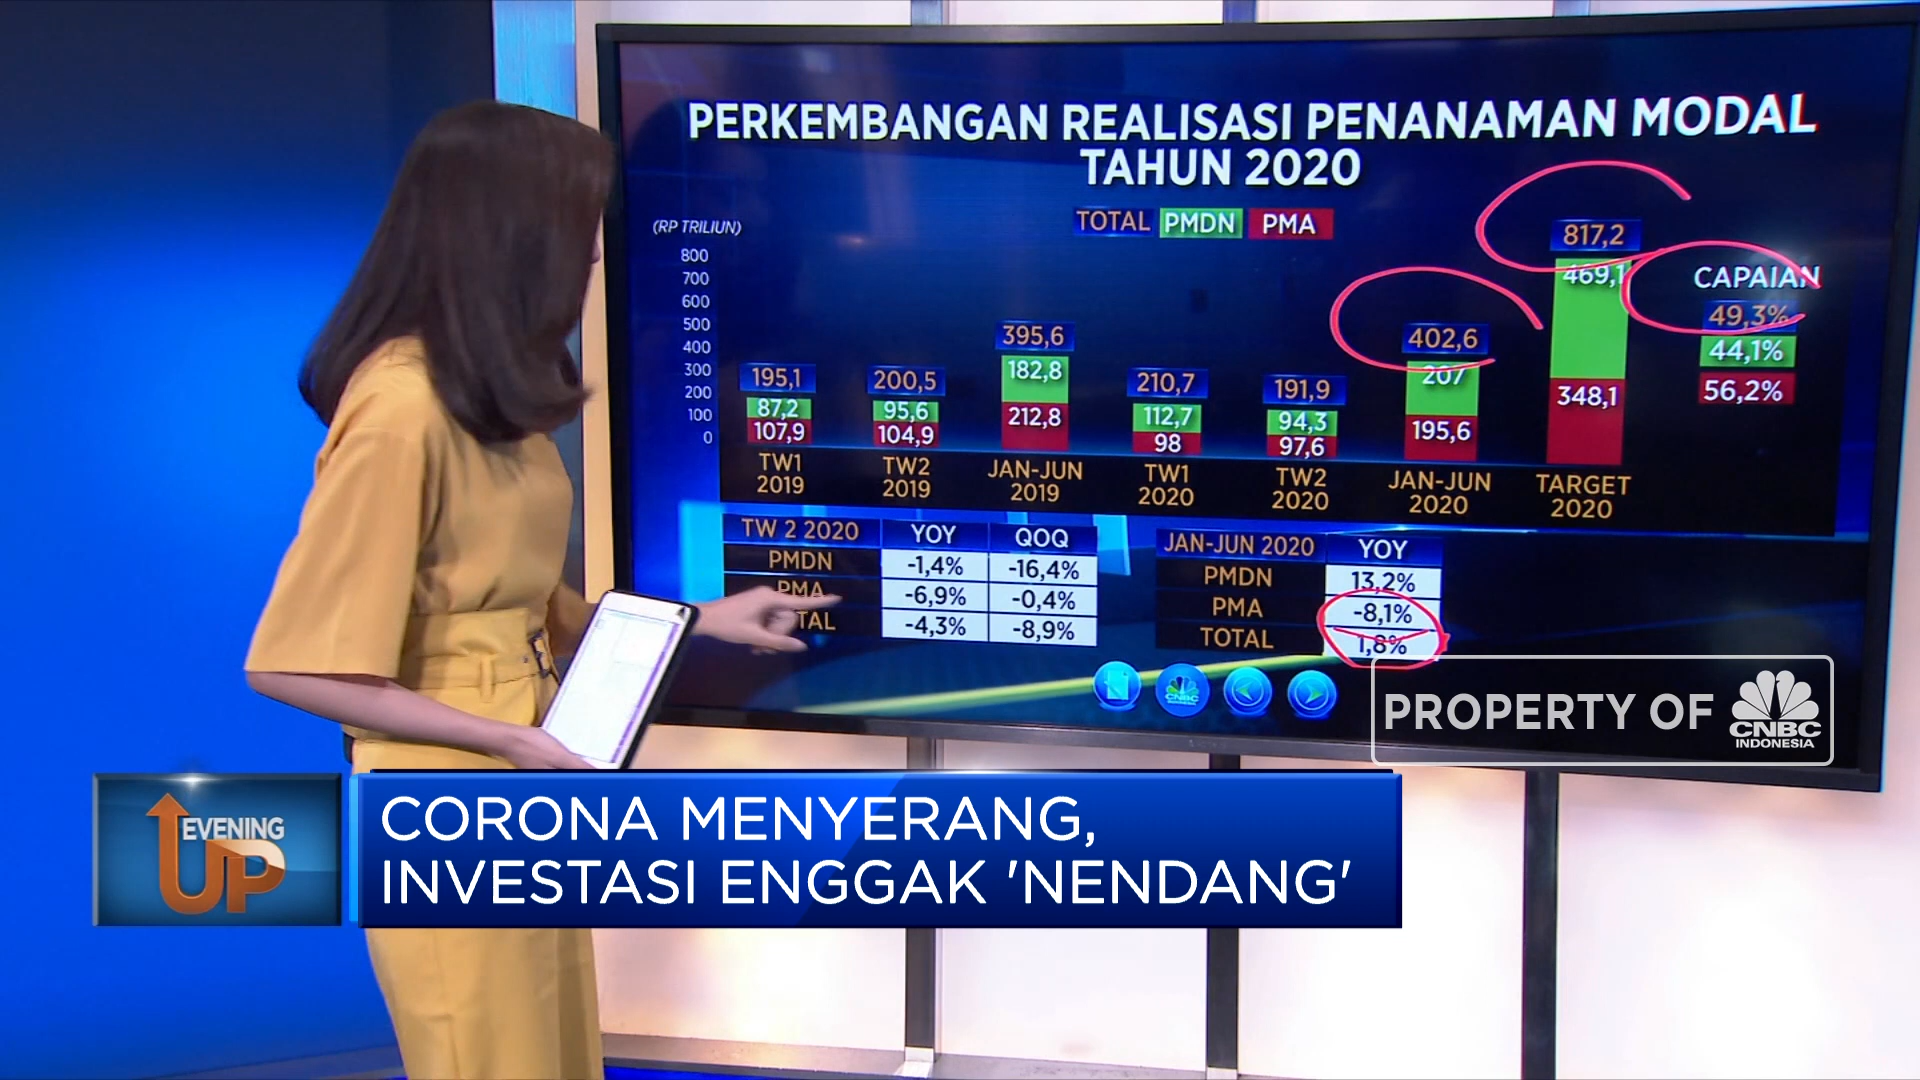 PERKEMBANGAN REALISASI PENANAMAN MODAL
TAHUN 2020
(RP TRILIUN)
TOTAL PMDN PMA
800
700
600
500
400
300
200
100
0
195,1
87,2
107,9
TW1
2019
200,5
95,6
104,9
TW2
2019
395,6
182,8
212,8
JAN-JUN
2019
210,7
112,7
98
TW1
2020
191,9
94,3
97,6
TW2
2020
402,6
207
195,6
JAN-JUN
2020
817,2
469,1
348,1
TARGET
2020
CAPAIAN
49,3%
44,1%
56,2%
TW 2 2020 YOY QOQ
PMDN -1,4% -16,4%
PMA -6,9% -0,4%
TAL -4,3% -8,9%
JAN-JUN 2020 YOY
PMDN 13,2%
PMA -8,1%
TOTAL 1,8%
CNBC
PROPERTY OF CNBC
INDONESIA
EVENING
UP
CORONA MENYERANG,
INVESTASI ENGGAK 'NENDANG'